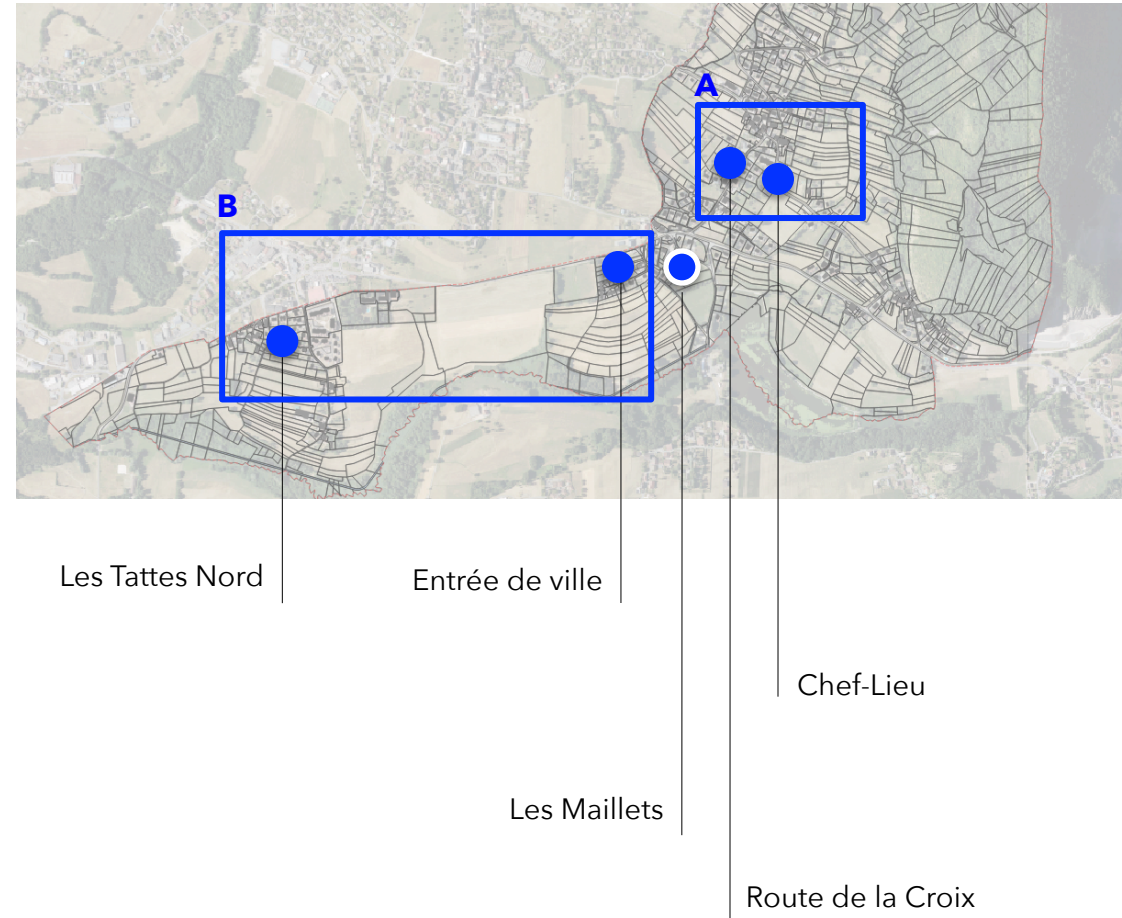 A
B
Les Tattes Nord
Entrée de ville
Chef-Lieu
Les Maillets
Route de la Croix